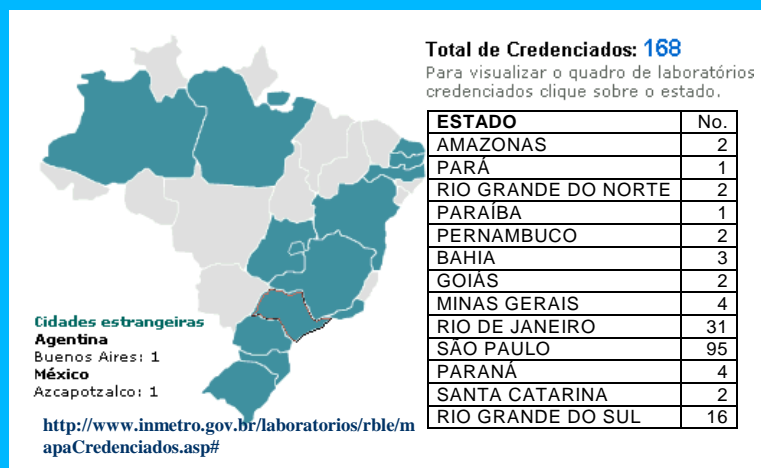 Total de Credenciados: 168
Para visualizar o quadro de laboratórios
credenciados clique sobre o estado.
ESTADO No.
AMAZONAS 2
PARÁ 1
RIO GRANDE DO NORTE 2
PARAÍBA 1
PERNAMBUCO 2
BAHIA 3
GOIÁS 2
MINAS GERAIS 4
RIO DE JANEIRO 31
SÃO PAULO 95
PARANÁ 4
SANTA CATARINA 2
RIO GRANDE DO SUL 16
Cidades estrangeiras
Agentina
Buenos Aires: 1
México
Azcapotzalco: 1
http://www.inmetro.gov.br/laboratorios/rble/m
apaCredenciados.asp#